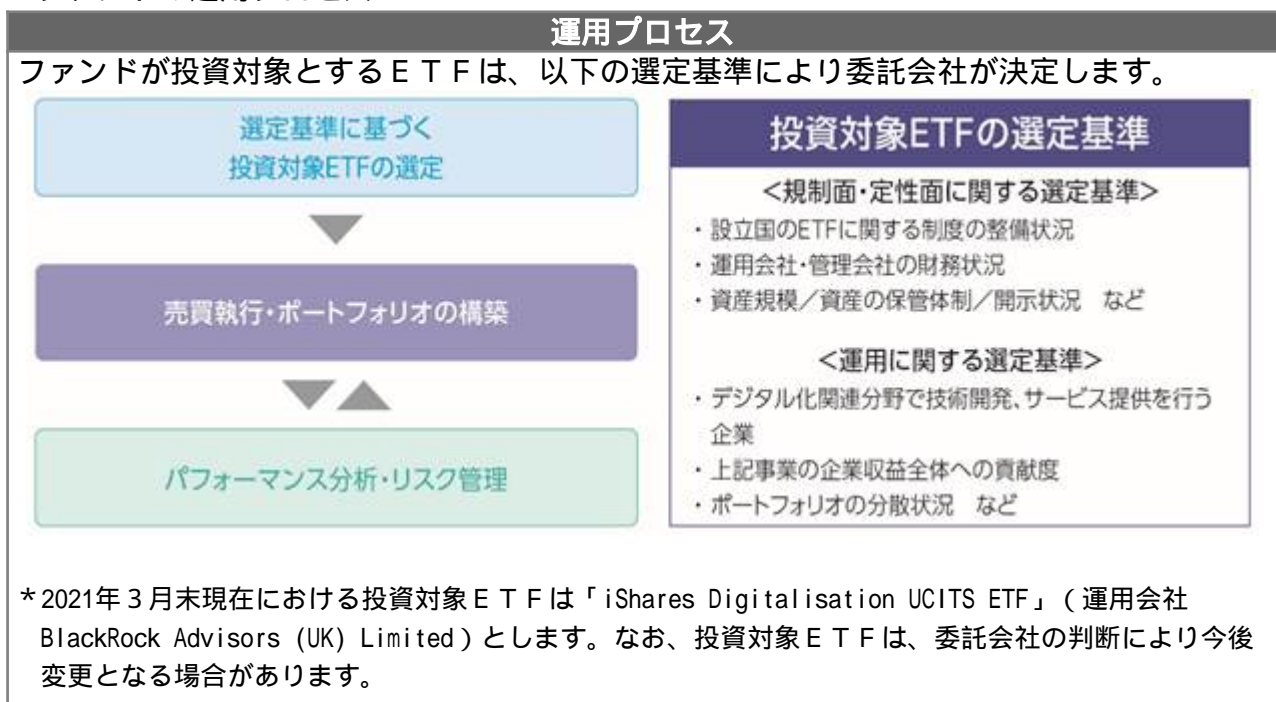 運用プロセス
ファンドが投資対象とするＥＴＦは、以下の選定基準により委託会社が決定します。
選定基準に基づく
投資対象ETFの選定
売買執行・ポートフォリオの構築
パフォーマンス分析・リスク管理
投資対象ETFの選定基準
＜規制面・定性面に関する選定基準＞
・設立国のETFに関する制度の整備状況
・運用会社・管理会社の財務状況
・資産規模／資産の保管体制／開示状況　など
＜運用に関する選定基準＞
・デジタル化関連分野で技術開発、サービス提供を行う
企業
・上記事業の企業収益全体への貢献度
・ポートフォリオの分散状況　など
＊2021年３月末現在における投資対象ＥＴＦは「iShares Digitalisation UCITS ETF」（運用会社
BlackRock Advisors (UK) Limited）とします。なお、投資対象ＥＴＦは、委託会社の判断により今後
変更となる場合があります。